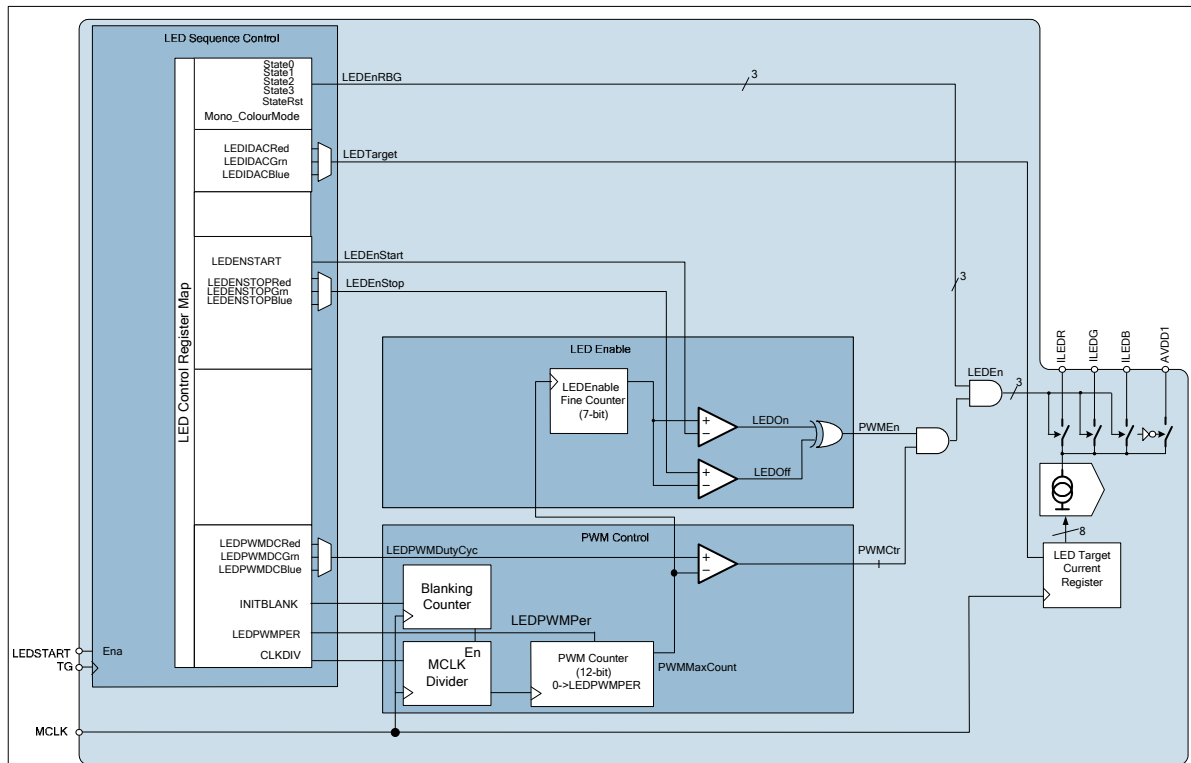 LED Sequence Control
LED Control Register Map
State0
State1
State2
State3
StateRst
Mono_ColourMode
LEDEnRBG
3
LEDIDACRed
LEDIDACGrn
LEDIDACBlue
LEDTarget
LEDENSTART
LEDEnStart
LEDENSTOPRed
LEDENSTOPGrn
LEDENSTOPBlue
LEDEnStop
3
LED Enable
LEDEnable
Fine Counter
(7-bit)
+
−
LEDOn
+
−
LEDOff
PWMEn
LEDEn
3
ILEDR
ILEDG
ILEDB
AVDD1
8
LED Target
Current
Register
PWM Control
LEDPWMDCRed
LEDPWMDCGrn
LEDPWMDCBlue
LEDPWMDutyCyc
+
−
PWMCtr
INITBLANK
Blanking
Counter
LEDPWMPER
LEDPWMPer
CLKDIV
En
MCLK
Divider
PWM Counter
(12-bit)
0->LEDPWMPER
PWMMaxCount
LEDSTART
Ena
TG
MCLK